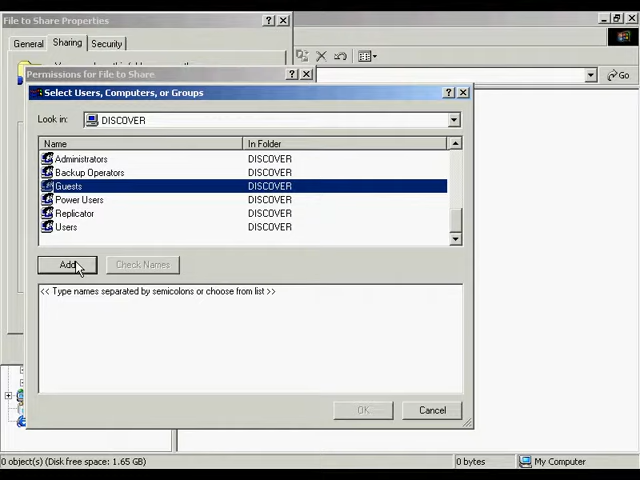 File to Share Properties
General Sharing Security
Permissions for File to Share
Go
Select Users, Computers, or Groups
Look in: DISCOVER
Name In Folder
Administrators DISCOVER
Backup Operators DISCOVER
Guests DISCOVER
Power Users DISCOVER
Replicator DISCOVER
Users DISCOVER
Add Check Names
<< Type names separated by semicolons or choose from list >>
OK Cancel
0 object(s) (Disk free space: 1.65 GB) 0 bytes My Computer